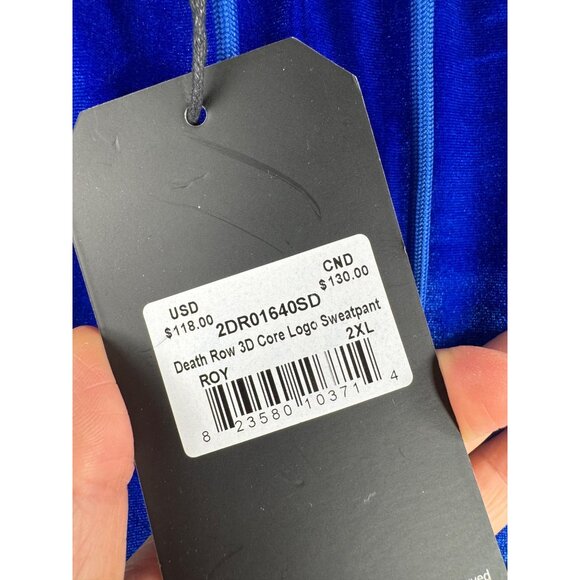 USD CND
$118.00 2DR01640SD $130.00
Death Row 3D Core Logo Sweatpant
ROY 2XL
8 23580 10371 4